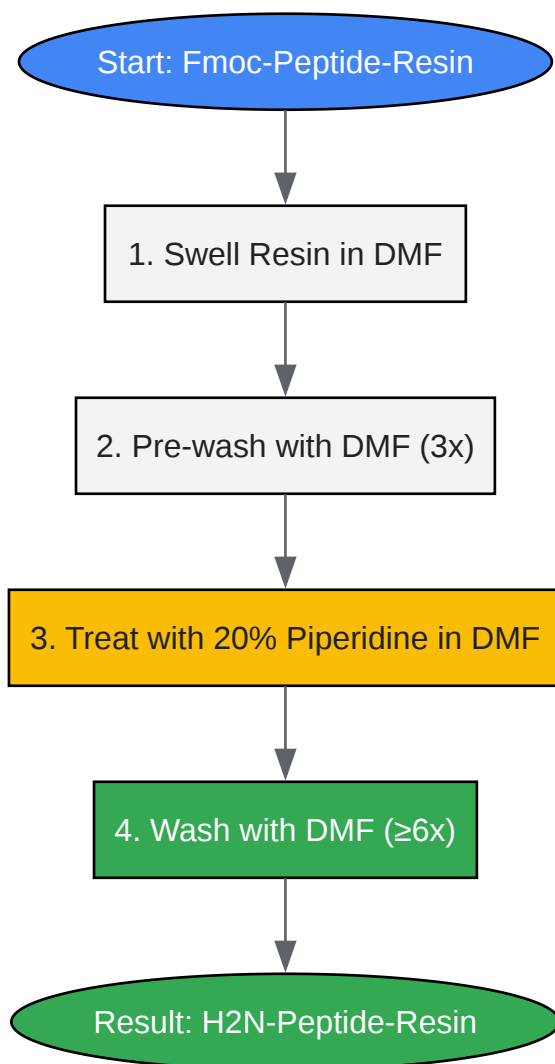 Start: Fmoc-Peptide-Resin
1. Swell Resin in DMF
2. Pre-wash with DMF (3x)
3. Treat with 20% Piperidine in DMF
4. Wash with DMF (≥6x)
Result: H2N-Peptide-Resin